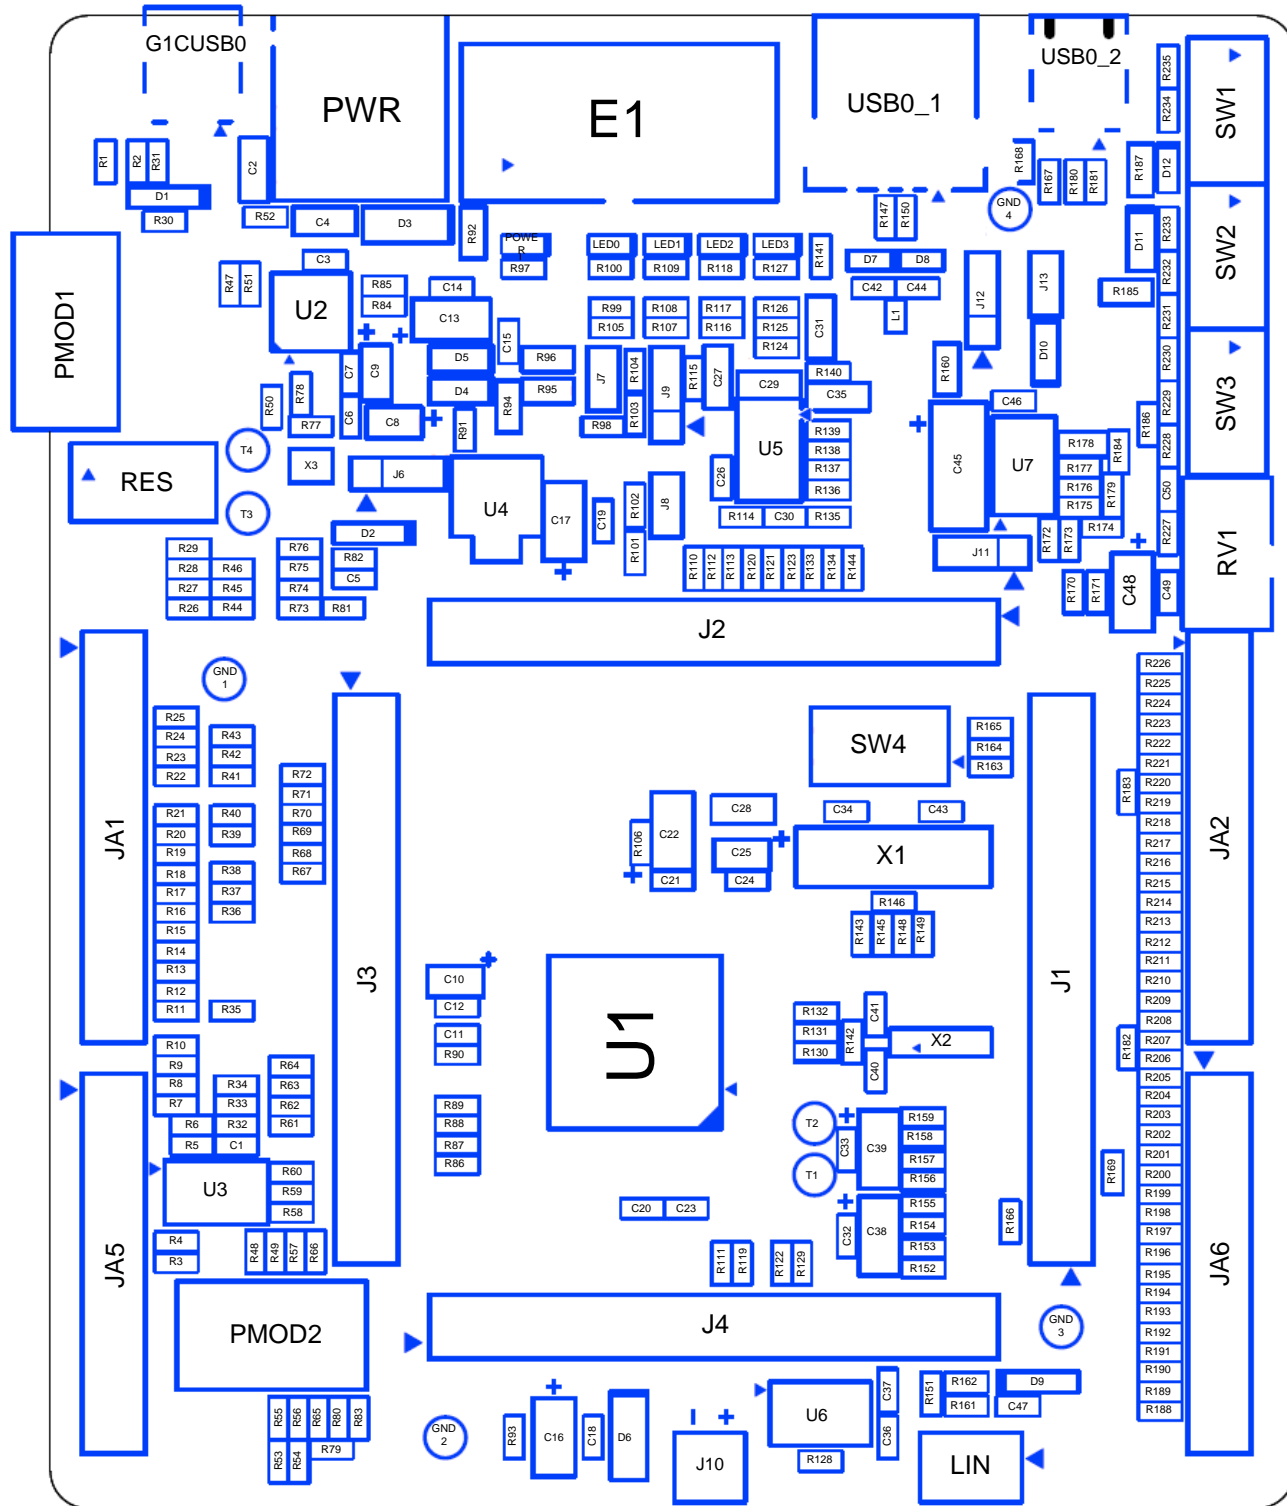 G1CUSB0
PWR
E1
USB0_1
USB0_2
R235
R234
SW1
R1
R2
R31
C2
D1
R30
R52
C4
D3
R92
POWE
R
R97
LED0
LED1
LED2
LED3
R100
R109
R118
R127
R141
R147
R150
R168
GND
4
R167
R180
R181
R187
D12
D11
R233
R232
SW2
PMOD1
R47
R51
C3
U2
R85
R84
C14
C13
C15
R99
R105
R108
R107
R117
R116
R126
R125
R124
C31
D7
D8
C42
C44
L1
J12
J13
R185
R231
R230
SW3
C7
C9
C6
C8
D5
D4
R96
R95
R94
R91
J7
R104
R103
R98
J9
R115
C27
C29
R140
C35
R160
D10
C46
R229
R186
R228
R50
R78
R77
T4
T3
X3
RES
J6
U4
C17
C19
R102
R101
J8
C26
U5
R139
R138
R137
R136
R114
C30
R135
C45
U7
R178
R177
R176
R175
R184
R179
R174
R172
R173
C50
R227
RV1
D2
R29
R28
R27
R26
R46
R45
R44
R76
R75
R74
R73
R82
C5
R81
R110
R112
R113
R120
R121
R123
R133
R134
R144
J11
R170
R171
C48
C49
J2
JA1
GND
1
R25
R24
R23
R22
R43
R42
R41
R72
R71
R70
R69
R68
R67
R21
R20
R19
R18
R17
R16
R15
R14
R13
R12
R11
R40
R39
R38
R37
R36
R35
J3
SW4
R165
R164
R163
C34
C43
X1
R106
C22
C21
C28
C25
C24
R146
R143
R145
R148
R149
J1
R183
R182
R226
R225
R224
R223
R222
R221
R220
R219
R218
R217
R216
R215
R214
R213
R212
R211
R210
R209
R208
R207
R206
R205
R204
R203
R202
R201
R200
R199
R198
R197
R196
R195
R194
R193
R192
R191
R190
R189
R188
JA2
C10
C12
C11
R90
U1
R132
R131
R130
R142
C41
C40
X2
R10
R9
R8
R7
R6
R5
R34
R33
R32
C1
R64
R63
R62
R61
R89
R88
R87
R86
T2
T1
C33
C39
R159
R158
R157
R156
R169
JA5
U3
R60
R59
R58
R4
R3
R48
R49
R57
R66
C20
C23
C32
C38
R155
R154
R153
R152
R166
R111
R119
R122
R129
JA6
PMOD2
J4
GND
3
R55
R56
R65
R80
R83
R53
R54
R79
GND
2
R93
C16
C18
D6
J10
U6
R128
C37
C36
R151
R162
R161
D9
C47
LIN